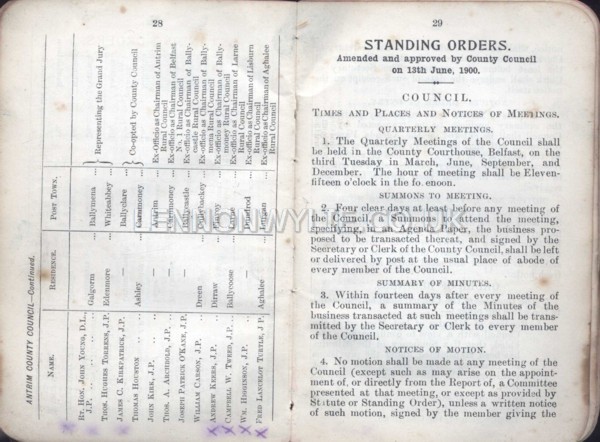 28
ANTRIM COUNTY COUNCIL—Continued.
NAME. RESIDENCE. POST TOWN.
RT. HON. JOHN YOUNG, D.L., J.P. .. Galgorm ... Ballymena ... } Representing the Grand Jury
THOS. HUGHES TORRENS, J.P. Edenmore ... Whiteabbey ...
JAMES C. KIRKPATRICK, J.P. — Ballyclare ... } Co-opted by County Council
THOMAS HOUSTON Ashley ...
JOHN KIRK, J.P. — Antrim ... Ex-Officio as Chairman of Antrim Rural Council
THOS. A. ARCHBOLD, J.P. — Ex-officio as Chairman of Belfast No. 1 Rural Council
JOSEPH PATRICK O'KANE, J.P. — Ballycastle ... Ex-officio as Chairman of Ballycastle Rural Council
WILLIAM CARSON, J.P. .. Ex-officio as Chairman of Ballymena Rural Council
ANDREW KEERS, J.P. ... Dirraw ... Ex-officio as Chairman of Ballymoney Rural Council
CAMPBELL W. TWEED, J.P. .. Ballycoose ... Ex-officio as Chairman of Larne Rural Council
WM. HIGGINSON, J.P. .. — Ex-officio as Chairman of Lisburn Rural Council
FRED LANCELOT TURTLE, J P. Aghalee ... Lurgan ... Ex-officio as Chairman of Aghalee Rural Council
29
STANDING ORDERS.
Amended and approved by County Council
on 13th June, 1900.
COUNCIL.
TIMES AND PLACES AND NOTICES OF MEETINGS.
QUARTERLY MEETINGS.
1. The Quarterly Meetings of the Council shall
be held in the County Courthouse, Belfast, on the
third Tuesday in March, June, September, and
December. The hour of meeting shall be Eleven-
fifteen o'clock in the forenoon.
SUMMONS TO MEETING.
2. Four clear days at least before any meeting of
the Council a Summons to attend the meeting,
specifying, in an Agenda Paper, the business pro-
posed to be transacted thereat, and signed by the
Secretary or Clerk of the County Council, shall be left
or delivered by post at the usual place of abode of
every member of the Council.
SUMMARY OF MINUTES.
3. Within fourteen days after every meeting of
the Council, a summary of the Minutes of the
business transacted at such meetings shall be trans-
mitted by the Secretary or Clerk to every member
of the Council.
NOTICES OF MOTION.
4. No motion shall be made at any meeting of the
Council (except such as may arise on the appoint-
ment of, or directly from the Report of, a Committee
presented at that meeting, or except as provided by
Statute or Standing Order), unless a written notice
of such motion, signed by the member giving the